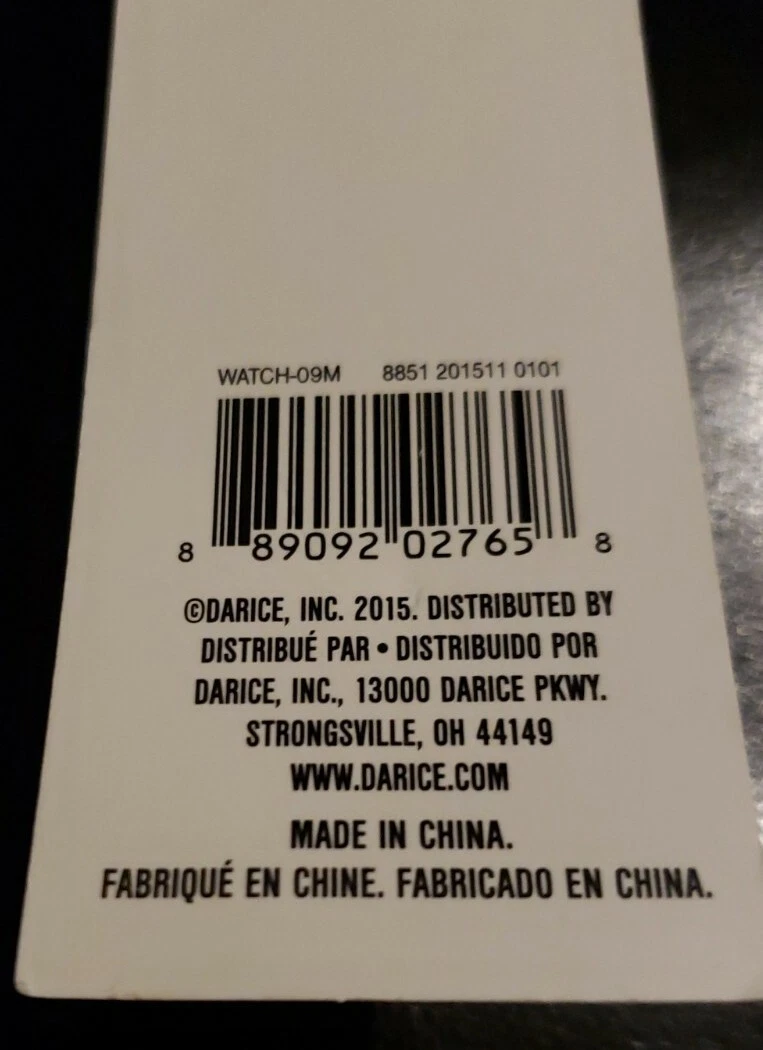 WATCH-09M 8851 201511 0101
8 89092 02765 8
©DARICE, INC. 2015. DISTRIBUTED BY
DISTRIBUÉ PAR • DISTRIBUIDO POR
DARICE, INC., 13000 DARICE PKWY.
STRONGSVILLE, OH 44149
WWW.DARICE.COM
MADE IN CHINA.
FABRIQUÉ EN CHINE. FABRICADO EN CHINA.